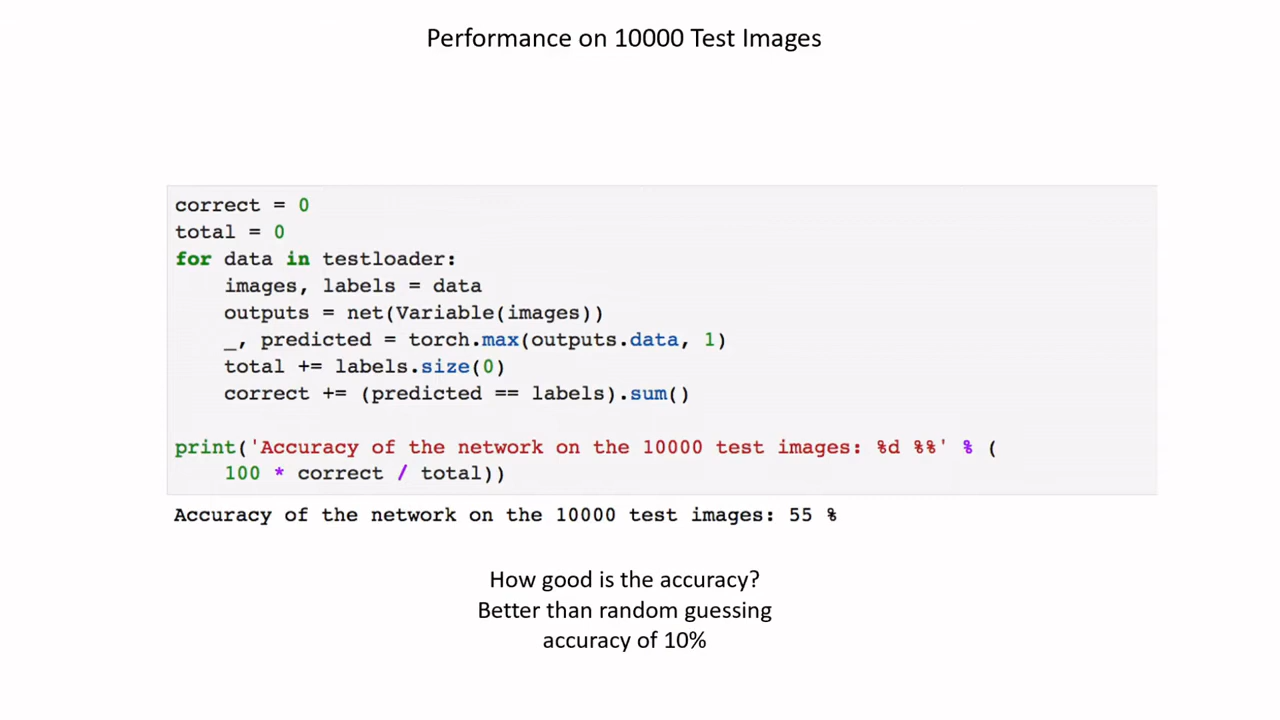 Performance on 10000 Test Images
correct = 0
total = 0
for data in testloader:
    images, labels = data
    outputs = net(Variable(images))
    _, predicted = torch.max(outputs.data, 1)
    total += labels.size(0)
    correct += (predicted == labels).sum()
print('Accuracy of the network on the 10000 test images: %d %%' % (
    100 * correct / total))
Accuracy of the network on the 10000 test images: 55 %
How good is the accuracy?
Better than random guessing
accuracy of 10%